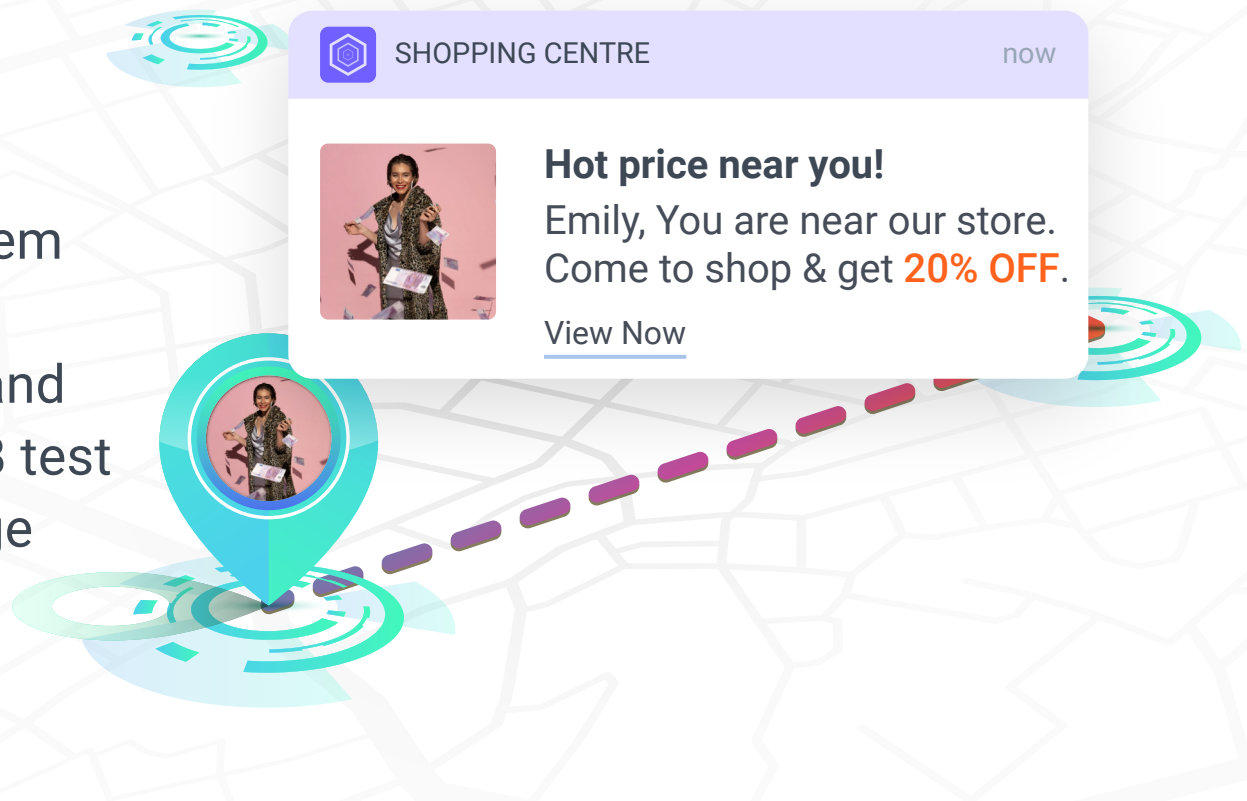 SHOPPING CENTRE now
Hot price near you!
Emily, You are near our store.
Come to shop & get 20% OFF.
View Now
em
and
test
ge